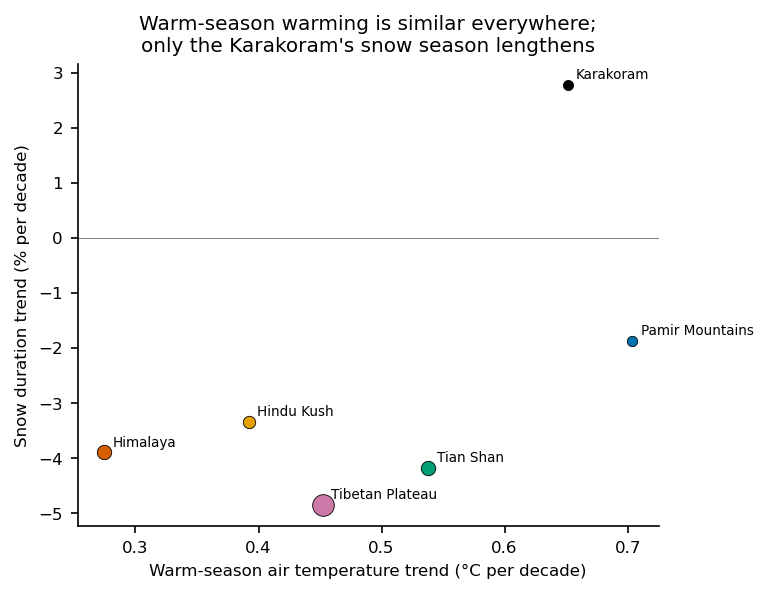 Warm-season warming is similar everywhere;
only the Karakoram's snow season lengthens
Snow duration trend (% per decade)
3
2
1
0
−1
−2
−3
−4
−5
Karakoram
Pamir Mountains
Hindu Kush
Himalaya
Tian Shan
Tibetan Plateau
0.3
0.4
0.5
0.6
0.7
Warm-season air temperature trend (°C per decade)